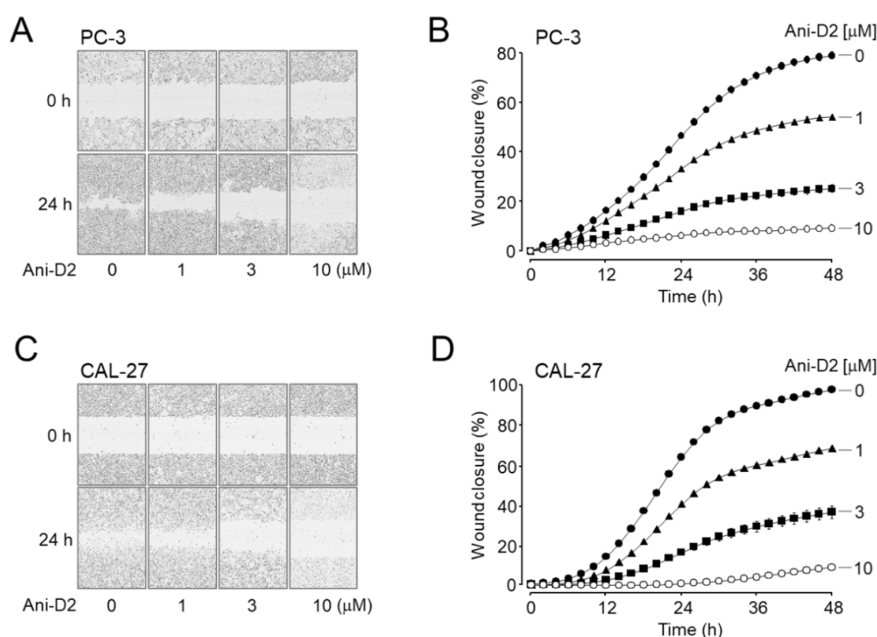 A
PC-3
0 h
24 h
Ani-D2 0 1 3 10 (μM)
B
PC-3
Ani-D2 [μM]
Wound closure (%)
80
60
40
20
0
0
1
3
10
0 12 24 36 48
Time (h)
C
CAL-27
0 h
24 h
Ani-D2 0 1 3 10 (μM)
D
CAL-27
Ani-D2 [μM]
Wound closure (%)
100
80
60
40
20
0
0
1
3
10
0 12 24 36 48
Time (h)